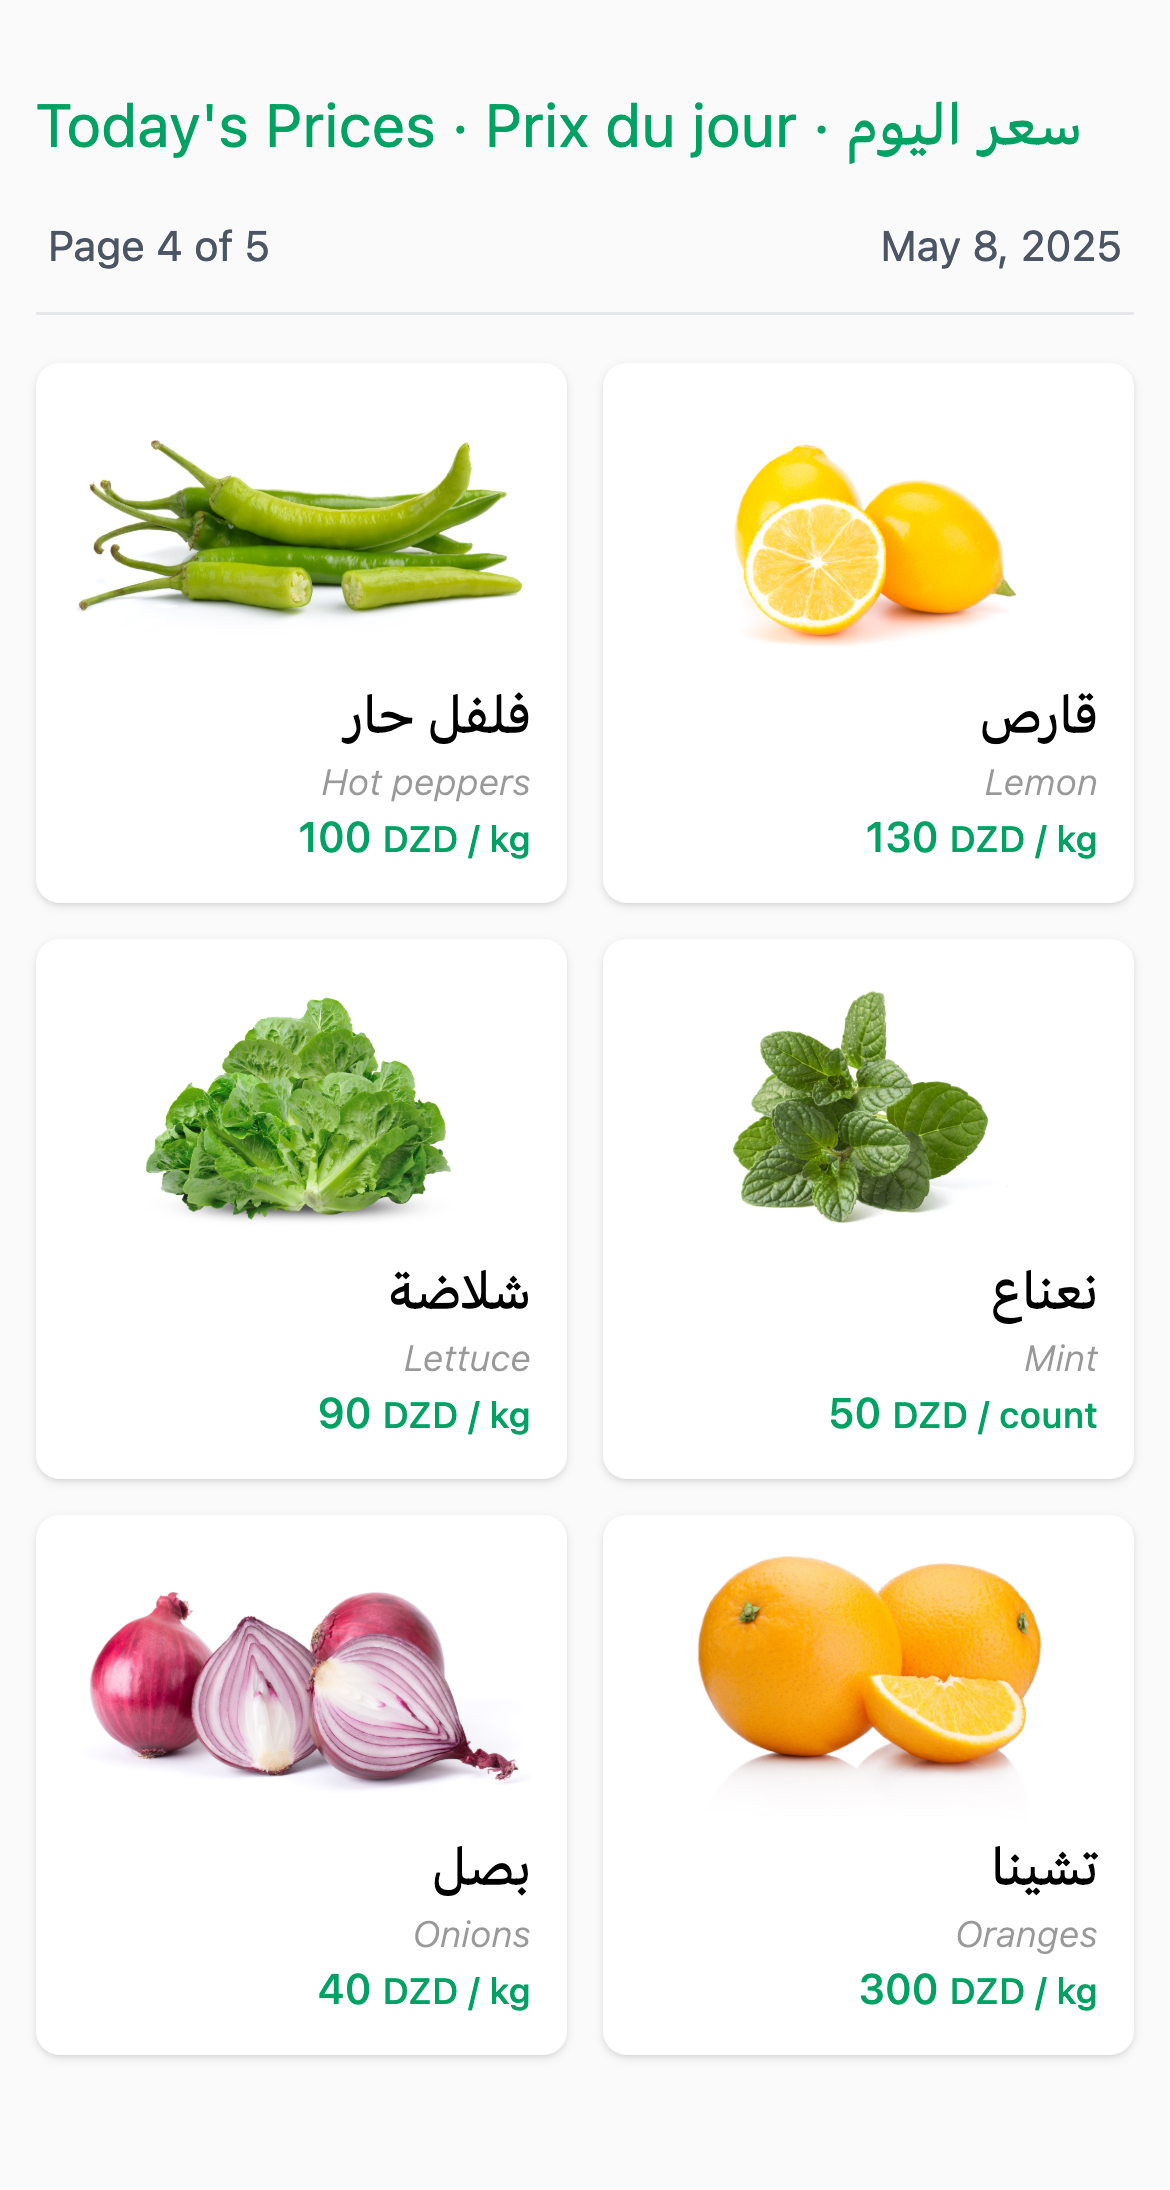 Today's Prices · Prix du jour · سعر اليوم
Page 4 of 5
May 8, 2025
فلفل حار
Hot peppers
100 DZD / kg
قارص
Lemon
130 DZD / kg
شلاضة
Lettuce
90 DZD / kg
نعناع
Mint
50 DZD / count
بصل
Onions
40 DZD / kg
تشينا
Oranges
300 DZD / kg